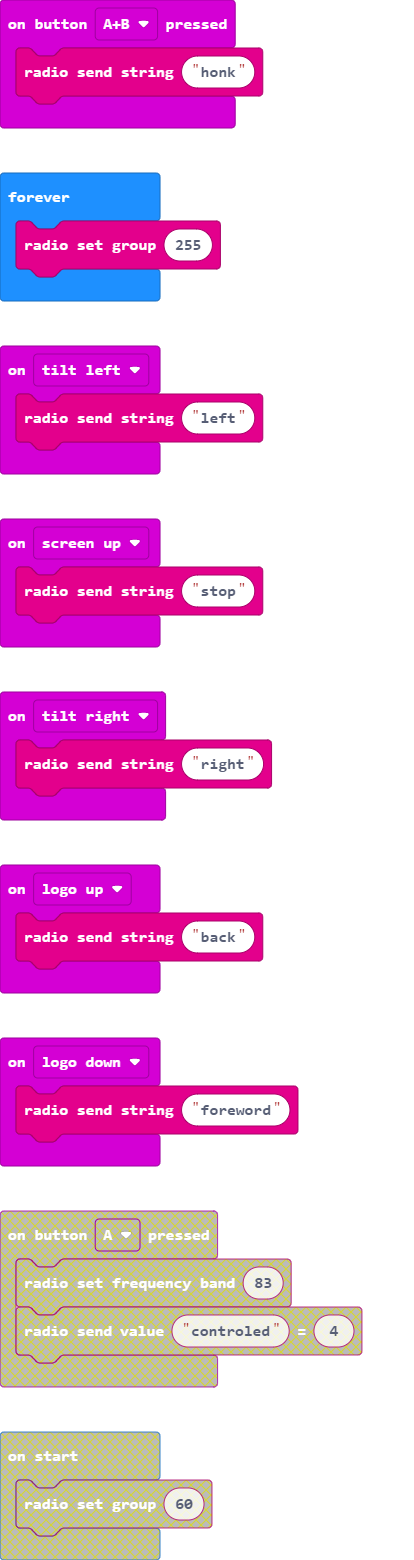 on button A+B pressed
radio send string "honk"
forever
radio set group 255
on tilt left
radio send string "left"
on screen up
radio send string "stop"
on tilt right
radio send string "right"
on logo up
radio send string "back"
on logo down
radio send string "foreword"
on button A pressed
radio set frequency band 83
radio send value "controled" = 4
on start
radio set group 60